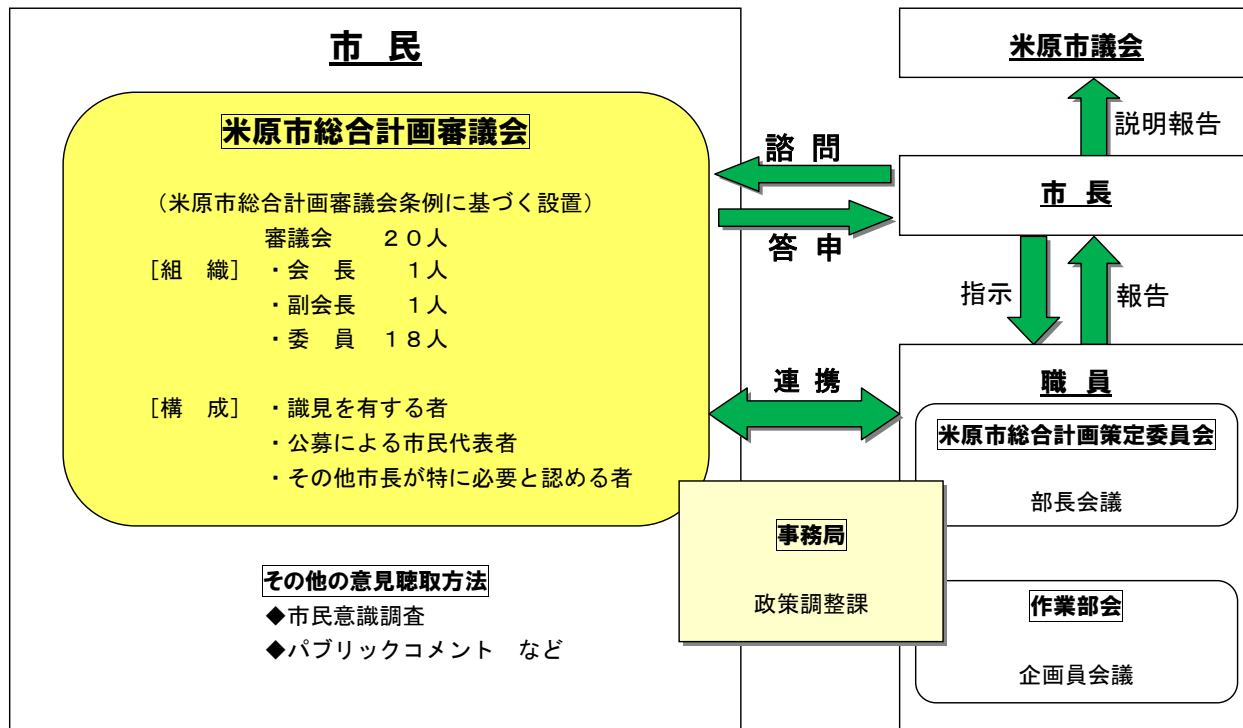 市 民
米原市総合計画審議会
（米原市総合計画審議会条例に基づく設置）
審議会　２０人
［組　織］・会　長　　１人
・副会長　　１人
・委　員　１８人
［構　成］・識見を有する者
・公募による市民代表者
・その他市長が特に必要と認める者
その他の意見聴取方法
◆市民意識調査
◆パブリックコメント　など
諮 問
答 申
連 携
事務局
政策調整課
米原市議会
説明報告
市 長
指示
報告
職 員
米原市総合計画策定委員会
部長会議
作業部会
企画員会議